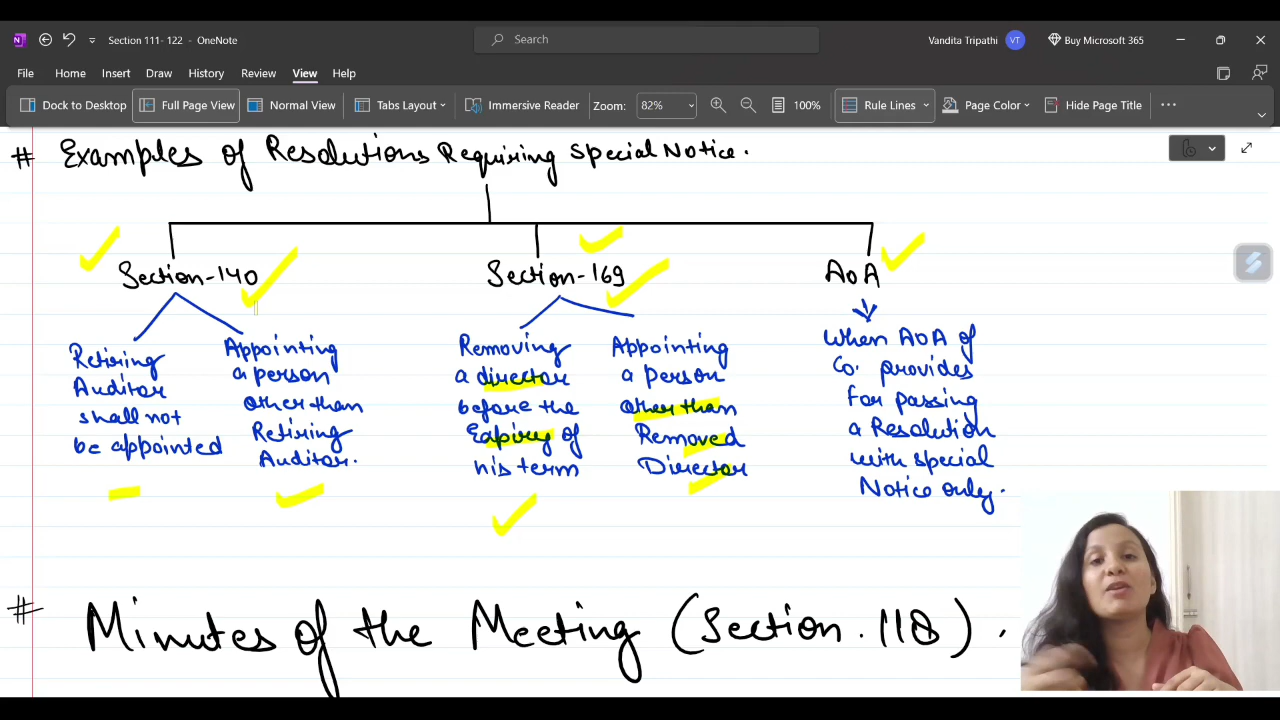 Section 111- 122 - OneNote
Search
Vandita Tripathi
VT
Buy Microsoft 365
File
Home
Insert
Draw
History
Review
View
Help
Dock to Desktop
Full Page View
Normal View
Tabs Layout
Immersive Reader
Zoom:
82%
100%
Rule Lines
Page Color
Hide Page Title
# Examples of Resolutions Requiring Special Notice.
Section-140
Section-169
AoA
Retiring
Auditor
shall not
be appointed
Appointing
a person
other than
Retiring
Auditor.
Removing
a director
before the
Expirey of
his term
Appointing
a person
other than
Removed
Director
When AOA of
Co. provides
for passing
a Resolution
with special
Notice only.
# Minutes of the Meeting (Section. 118).